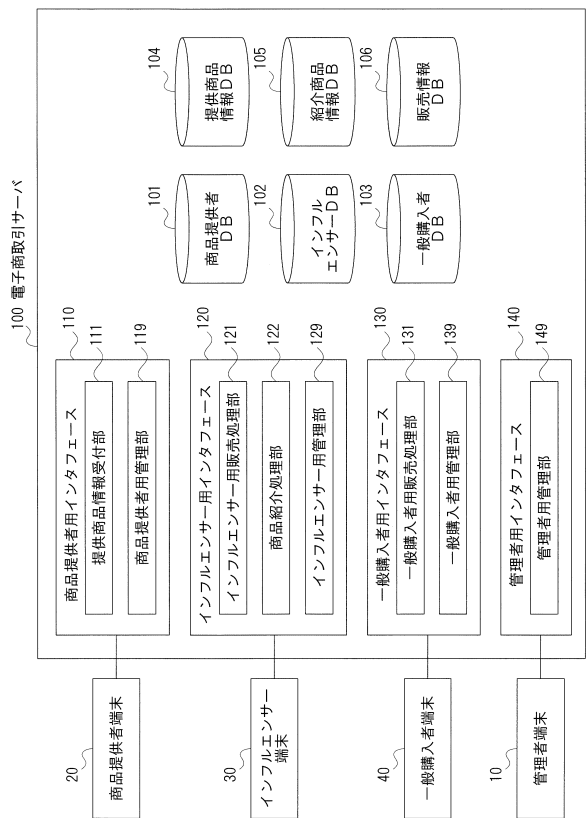 100 電子商取引サーバ
20
商品提供者端末
110
商品提供者用インタフェース
111
提供商品情報受付部
119
商品提供者用管理部
30
インフルエンサー
端末
120
インフルエンサー用インタフェース
121
インフルエンサー用販売処理部
122
商品紹介処理部
129
インフルエンサー用管理部
40
一般購入者端末
130
一般購入者用インタフェース
131
一般購入者用販売処理部
139
一般購入者用管理部
10
管理者端末
140
管理者用インタフェース
149
管理者用管理部
101
商品提供者
DB
104
提供商品
情報DB
102
インフル
エンサーDB
105
紹介商品
情報DB
103
一般購入者
DB
106
販売情報
DB